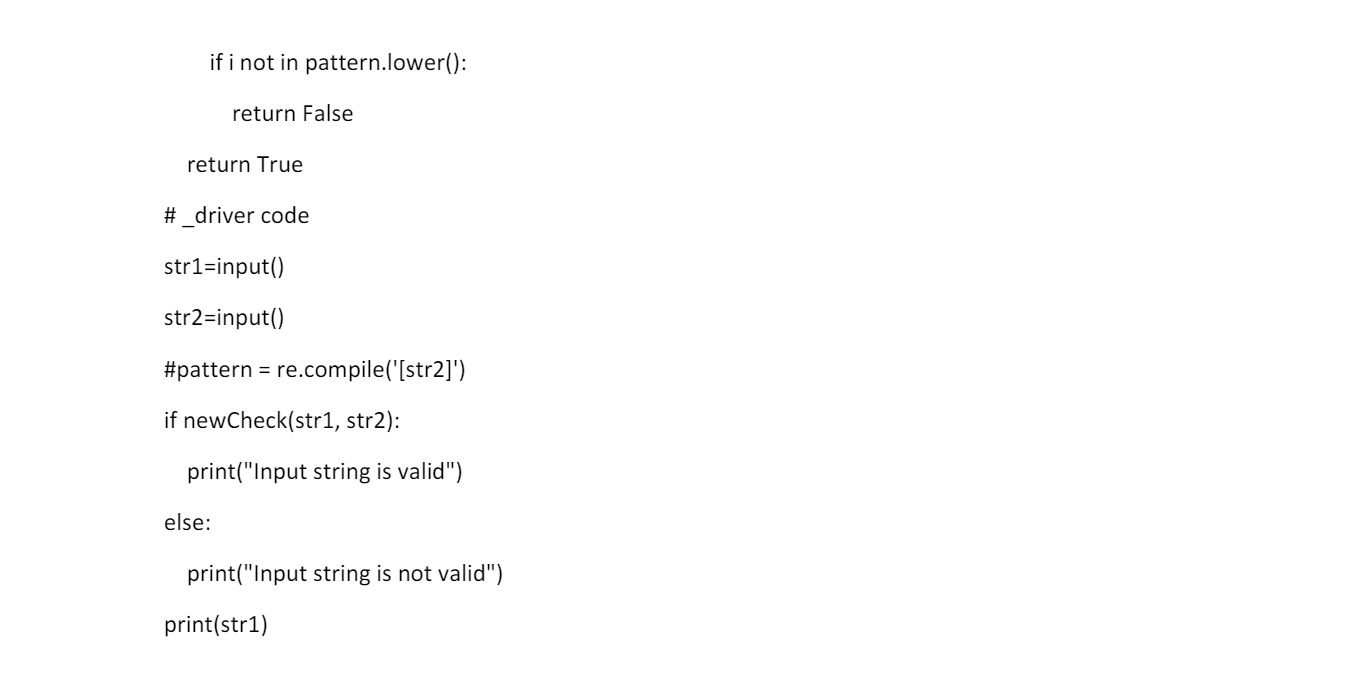 if i not in pattern.lower():
return False
return True
# _driver code
str1=input()
str2=input()
#pattern = re.compile('[str2]')
if newCheck(str1, str2):
print("Input string is valid")
else:
print("Input string is not valid")
print(str1)